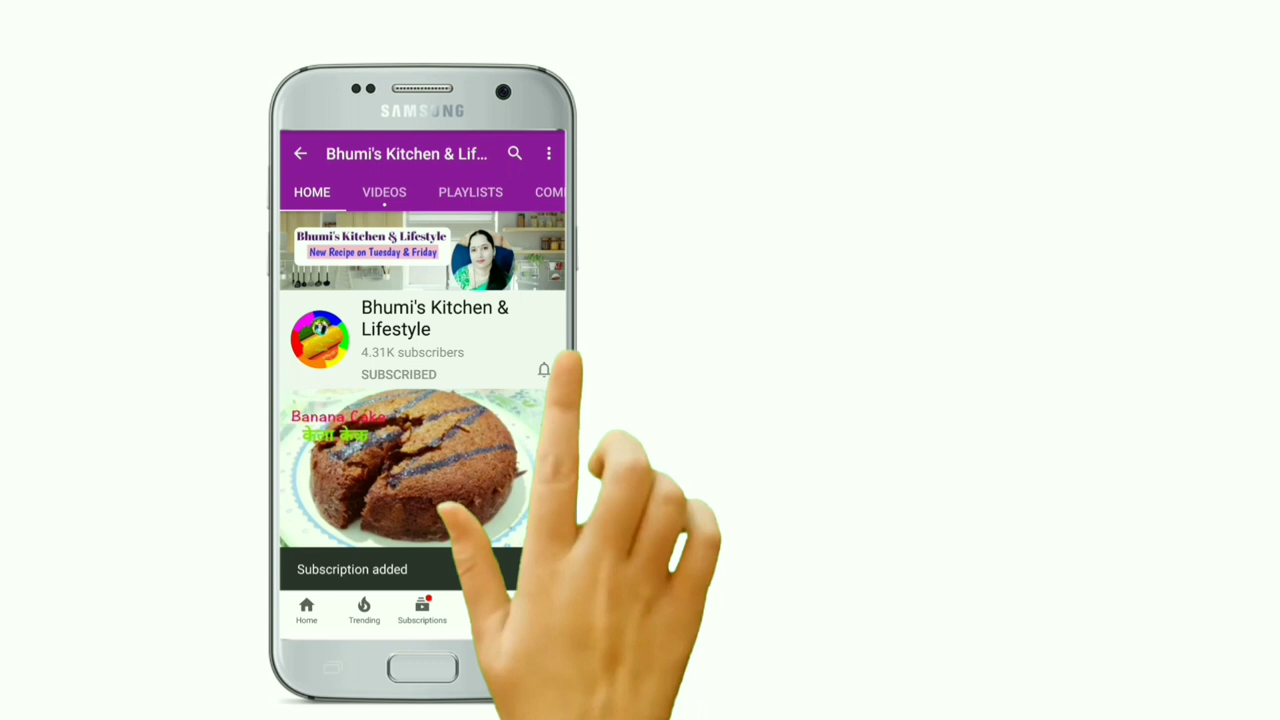 SAMSUNG
Bhumi's Kitchen & Lif...
HOME VIDEOS PLAYLISTS COM
Bhumi's Kitchen & Lifestyle
New Recipe on Tuesday & Friday
Bhumi's Kitchen &
Lifestyle
4.31K subscribers
SUBSCRIBED
Banana Cake
केला केक
Subscription added
Home Trending Subscriptions